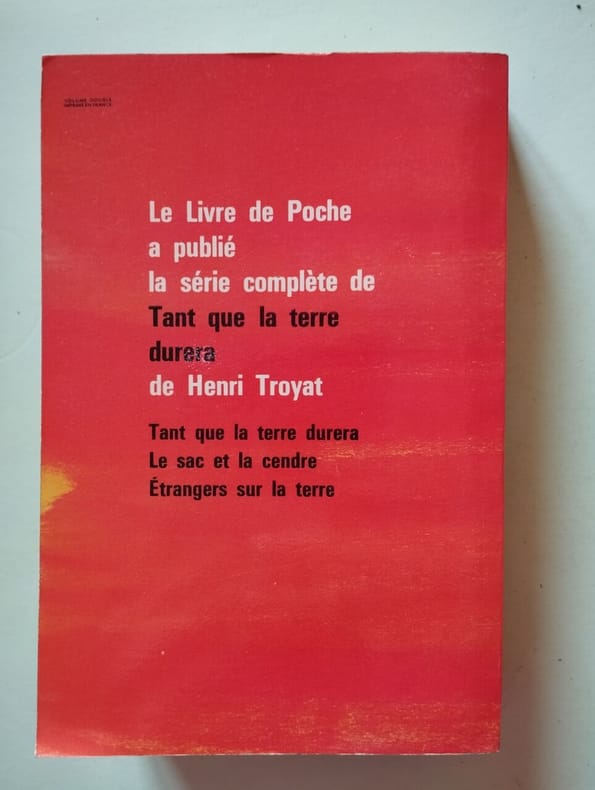 VOLUME DOUBLE
IMPRIMÉ EN FRANCE
Le Livre de Poche
a publié
la série complète de
Tant que la terre
durera
de Henri Troyat
Tant que la terre durera
Le sac et la cendre
Étrangers sur la terre